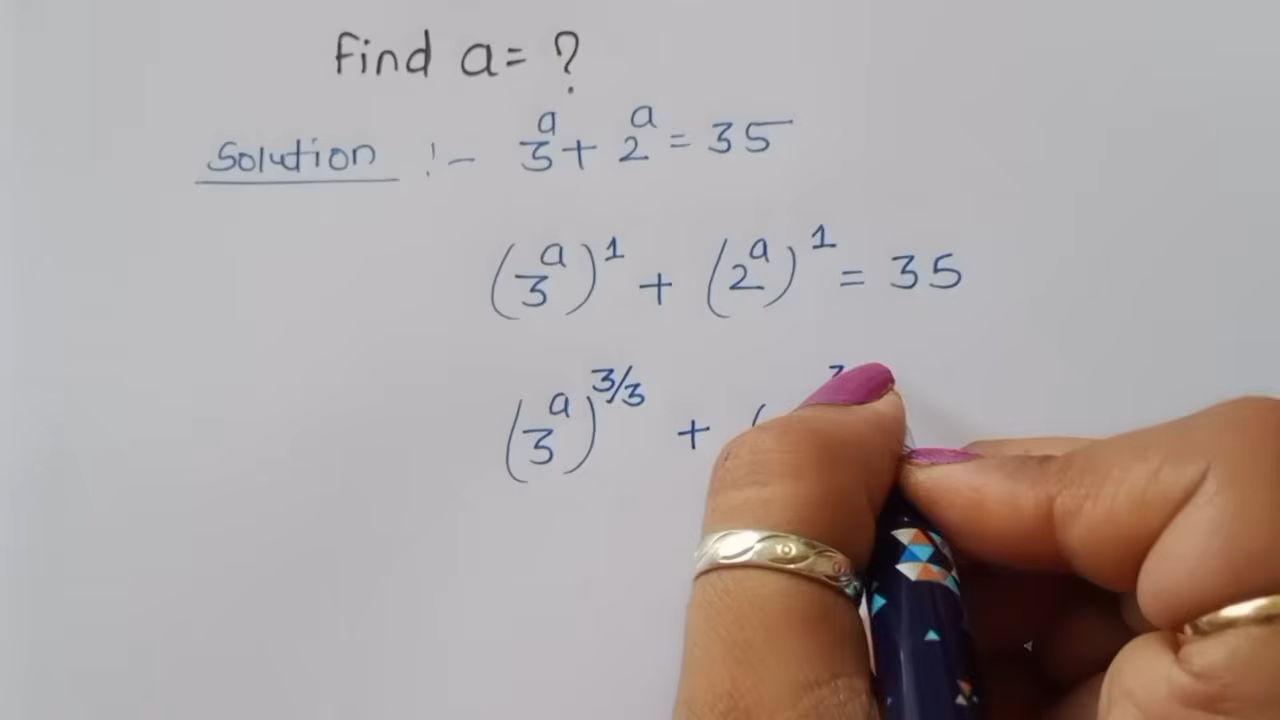 Find a = ?
Solution :- 3^a + 2^a = 35
(3^a)^1 + (2^a)^1 = 35
(3^a)^3/3 + (